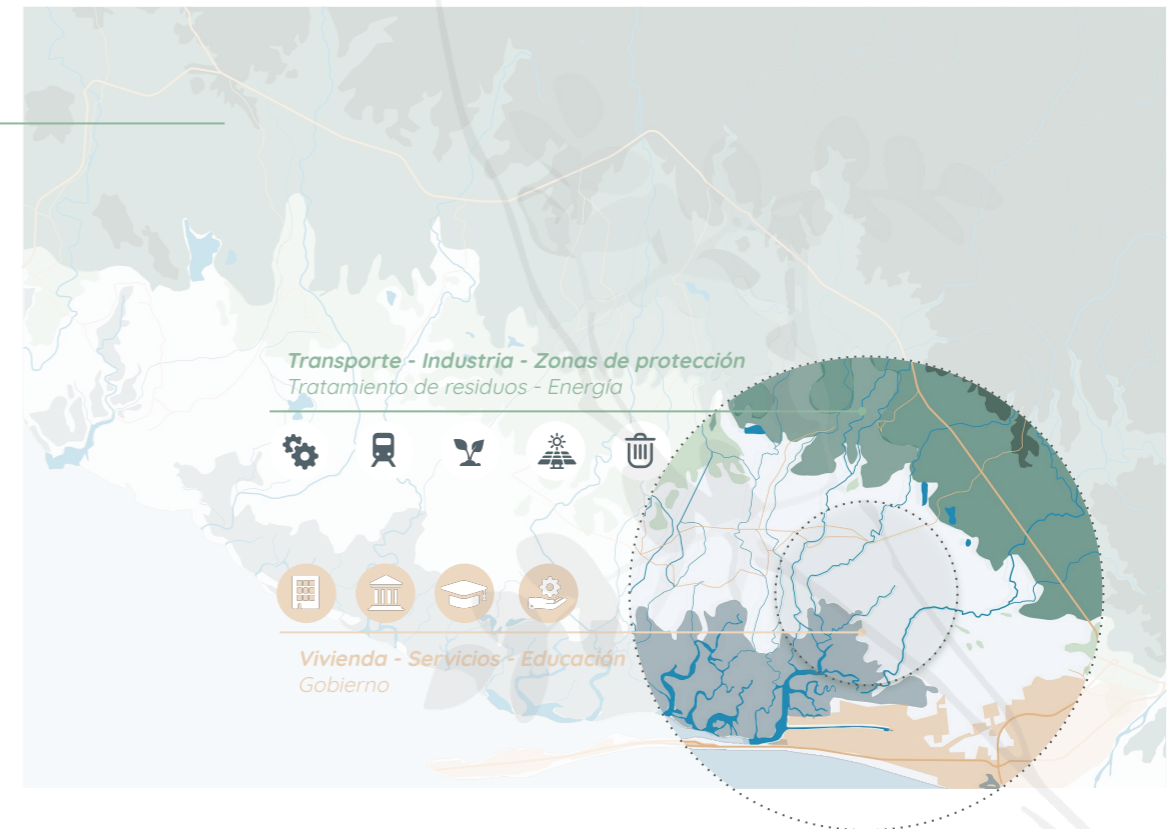 Transporte - Industria - Zonas de protección
Tratamiento de residuos - Energía
Vivienda - Servicios - Educación
Gobierno